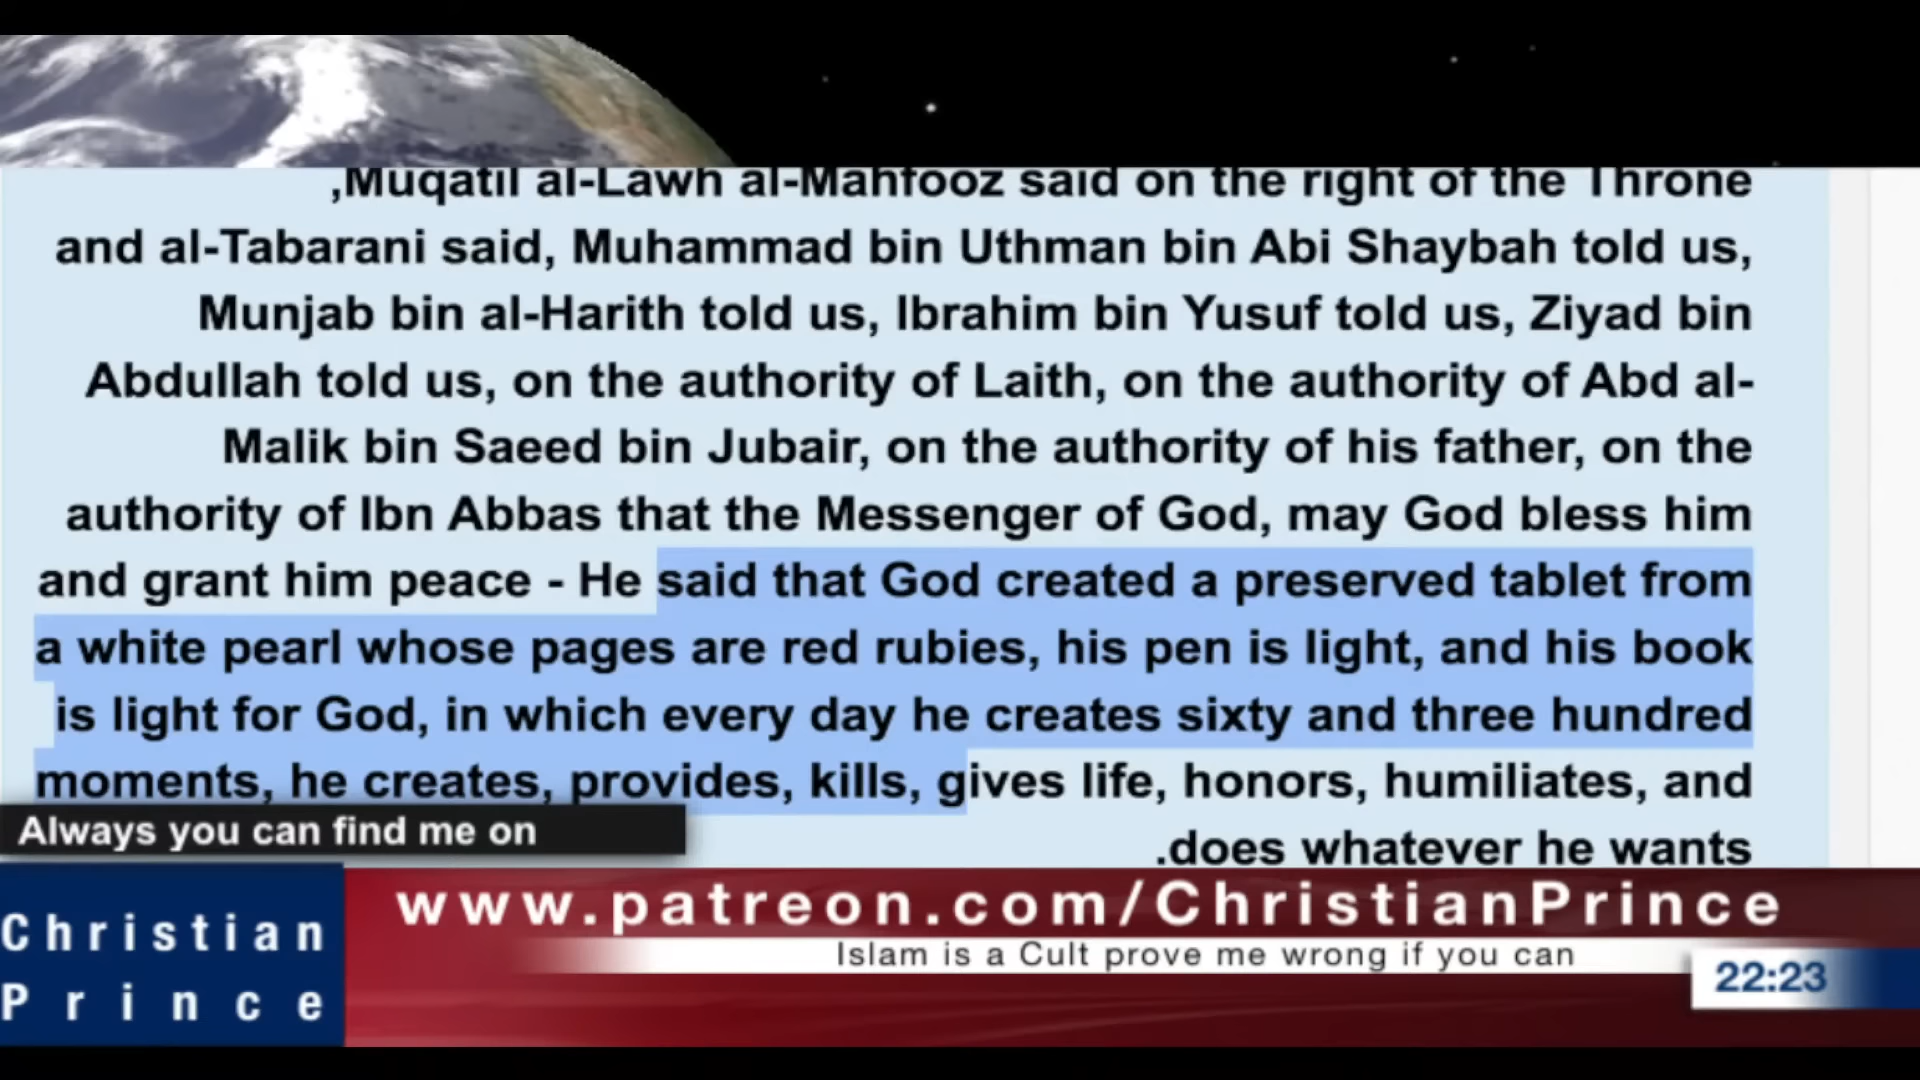 ,Muqatil al-Lawh al-Mahfooz said on the right of the Throne
and al-Tabarani said, Muhammad bin Uthman bin Abi Shaybah told us,
Munjab bin al-Harith told us, Ibrahim bin Yusuf told us, Ziyad bin
Abdullah told us, on the authority of Laith, on the authority of Abd al-
Malik bin Saeed bin Jubair, on the authority of his father, on the
authority of Ibn Abbas that the Messenger of God, may God bless him
and grant him peace - He said that God created a preserved tablet from
a white pearl whose pages are red rubies, his pen is light, and his book
is light for God, in which every day he creates sixty and three hundred
moments, he creates, provides, kills, gives life, honors, humiliates, and
.does whatever he wants
Always you can find me on
www.patreon.com/ChristianPrince
Islam is a Cult prove me wrong if you can
Christian
Prince
22:23